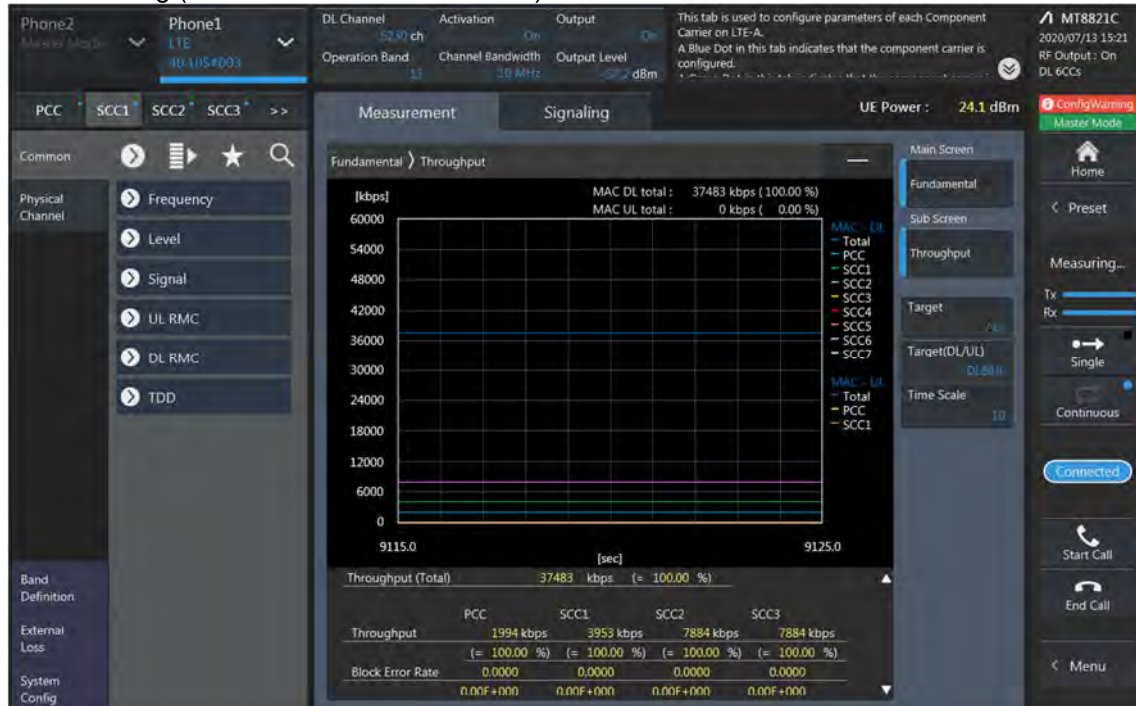 Phone2
Master Mode
Phone1
LTE
DL Channel
5230 ch
Activation
On
Output
On
Operation Band
13
Channel Bandwidth
20 MHz
Output Level
-57.2 dBm
This tab is used to configure parameters of each Component
Carrier on LTE-A.
A Blue Dot in this tab indicates that the component carrier is
configured.
MT8821C
2020/07/13 15:21
RF Output : On
DL 6CCs
PCC SCC1 SCC2 SCC3 >>
Measurement Signaling
UE Power : 24.1 dBm
ConfigWarning
Master Mode
Common
Physical
Channel
Frequency
Level
Signal
UL RMC
DL RMC
TDD
Band
Definition
External
Loss
System
Config
Fundamental Throughput
[kbps]
MAC DL total : 37483 kbps ( 100.00 %)
MAC UL total : 0 kbps ( 0.00 %)
60000
54000
48000
42000
36000
30000
24000
18000
12000
6000
0
9115.0
[sec]
9125.0
MAC - DL
Total
PCC
SCC1
SCC2
SCC3
SCC4
SCC5
SCC6
SCC7
MAC - UL
Total
PCC
SCC1
Throughput (Total) 37483 kbps (= 100.00 %)
PCC SCC1 SCC2 SCC3
Throughput 1994 kbps 3953 kbps 7884 kbps 7884 kbps
(= 100.00 %) (= 100.00 %) (= 100.00 %) (= 100.00 %)
Block Error Rate 0.0000 0.0000 0.0000 0.0000
0.00E+000 0.00E+000 0.00E+000 0.00E+000
Main Screen
Fundamental
Sub Screen
Throughput
Target
Target(DL/UL)
Time Scale
10
Home
< Preset
Measuring...
Tx
Rx
Single
Continuous
Connected
Start Call
End Call
< Menu